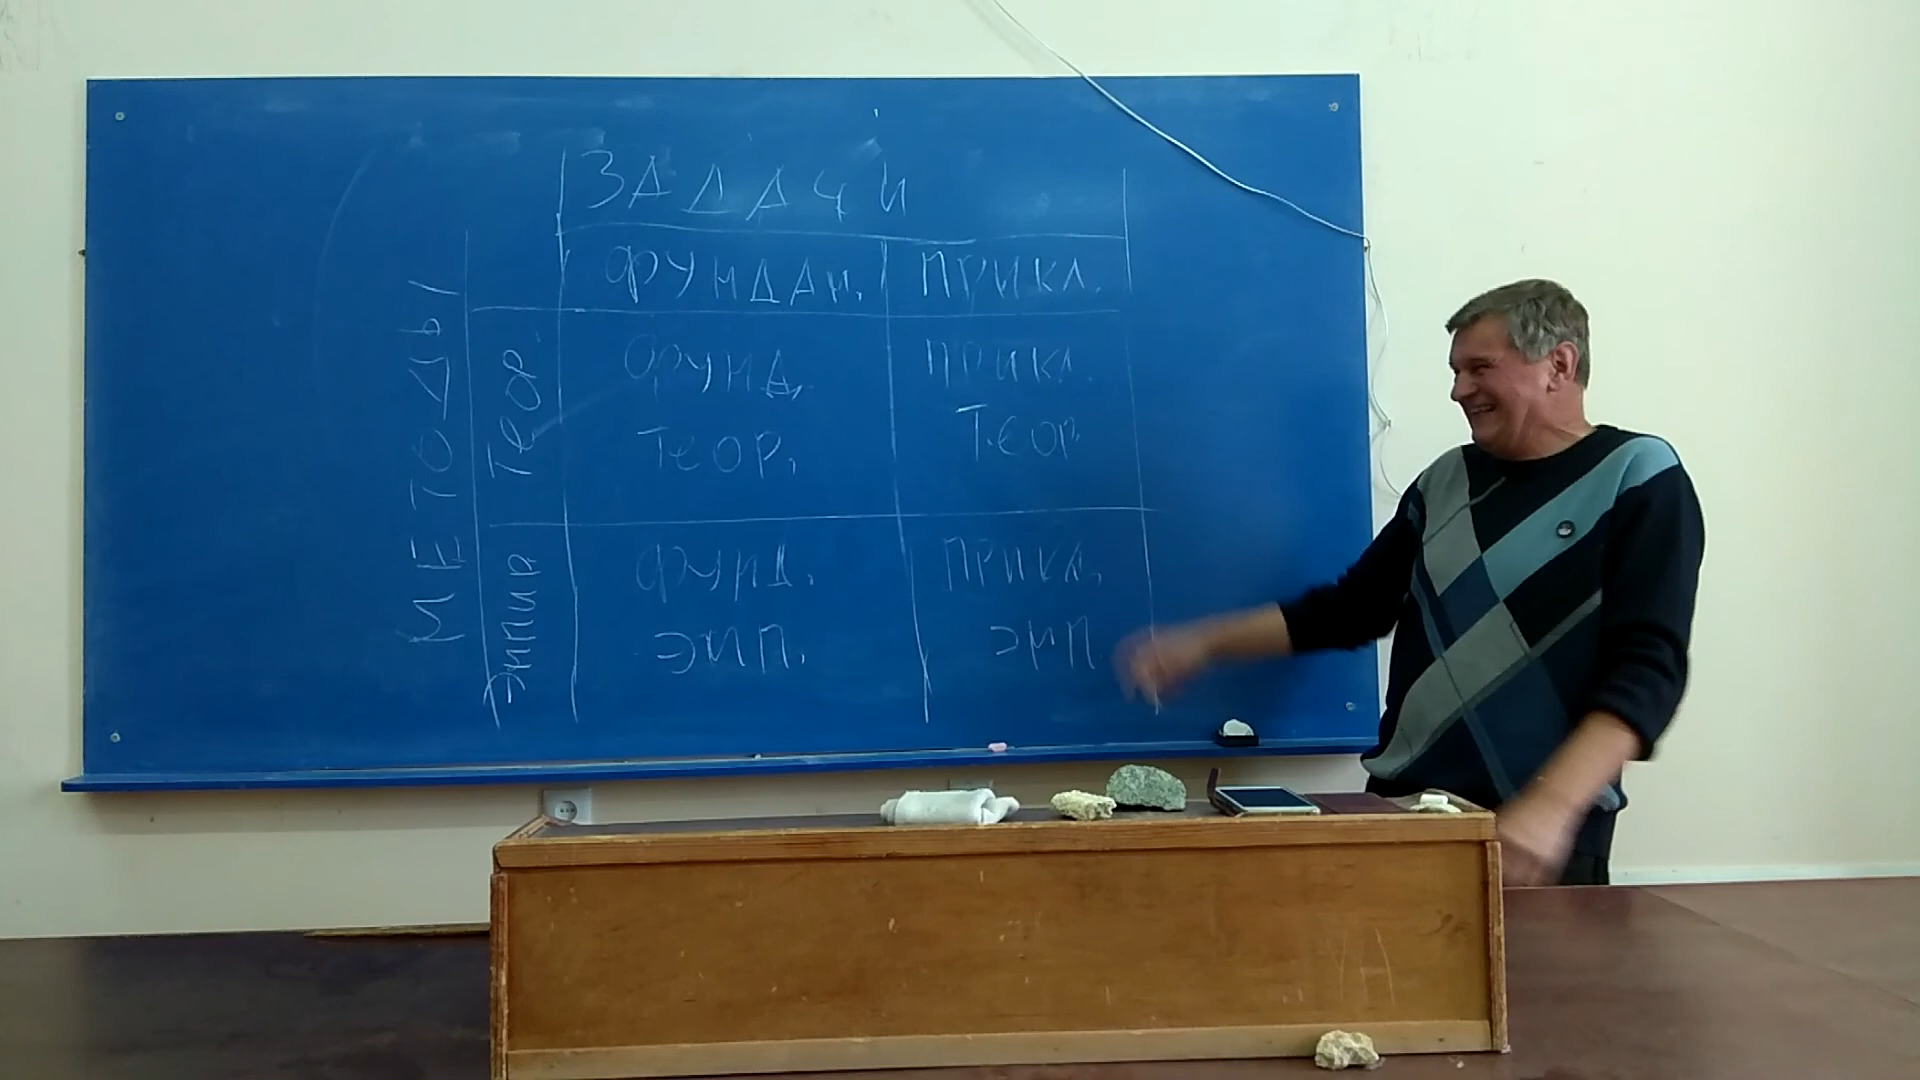 ЗАДАЧИ
ФУНДАМ. ПРИКЛ.
МЕТОДЫ
ТЕОР.
ФУНД. ПРИКЛ.
ТЕОР. ТЕОР
ЭМПИР
ФУНД. ПРИКЛ.
ЭМП. ЭМП.